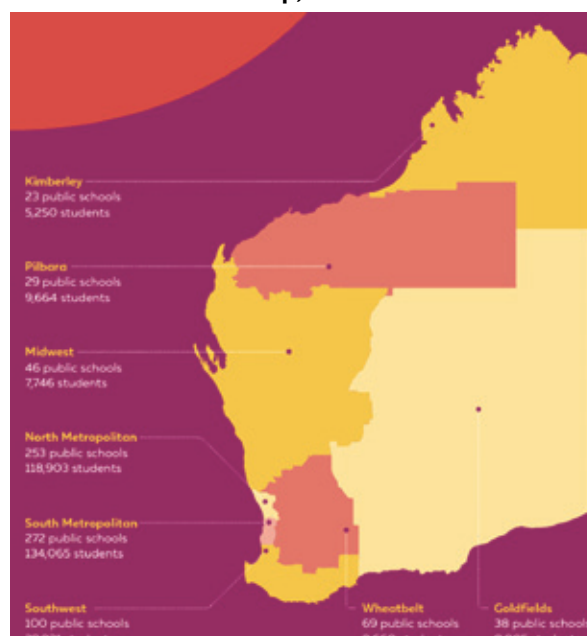 Kimberley
23 public schools
5,250 students
Pilbara
29 public schools
9,664 students
Midwest
46 public schools
7,746 students
North Metropolitan
253 public schools
118,903 students
South Metropolitan
272 public schools
134,065 students
Southwest
100 public schools
Wheatbelt
69 public schools
Goldfields
38 public schools